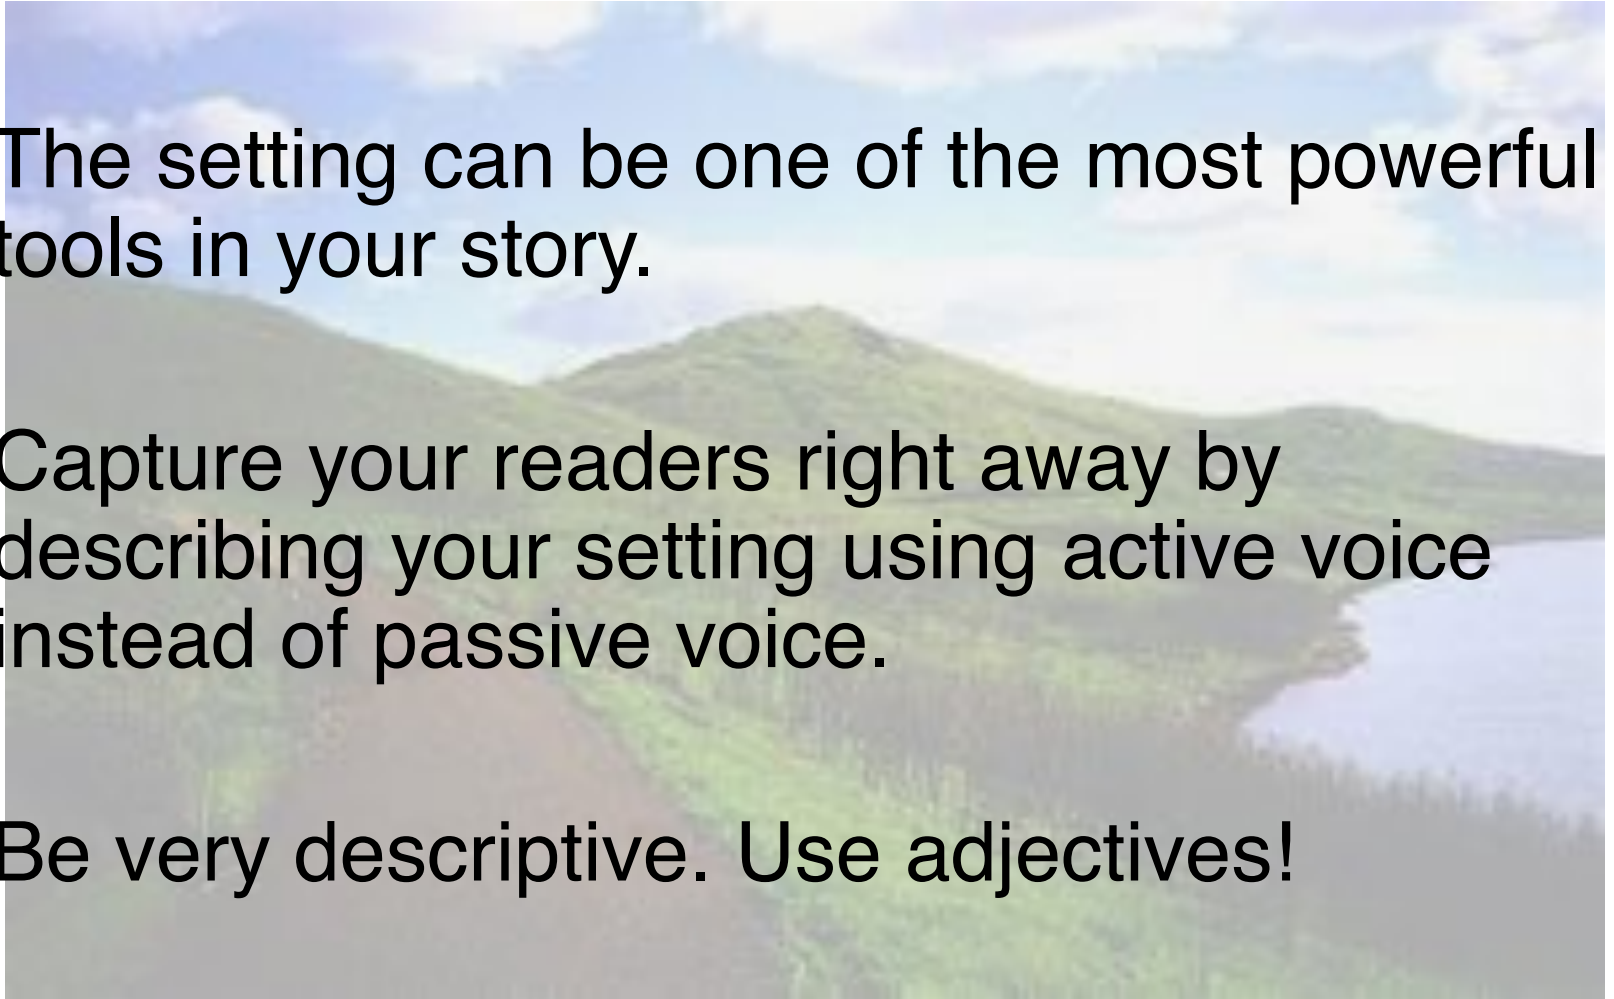 The setting can be one of the most powerful
tools in your story.
Capture your readers right away by
describing your setting using active voice
instead of passive voice.
Be very descriptive. Use adjectives!